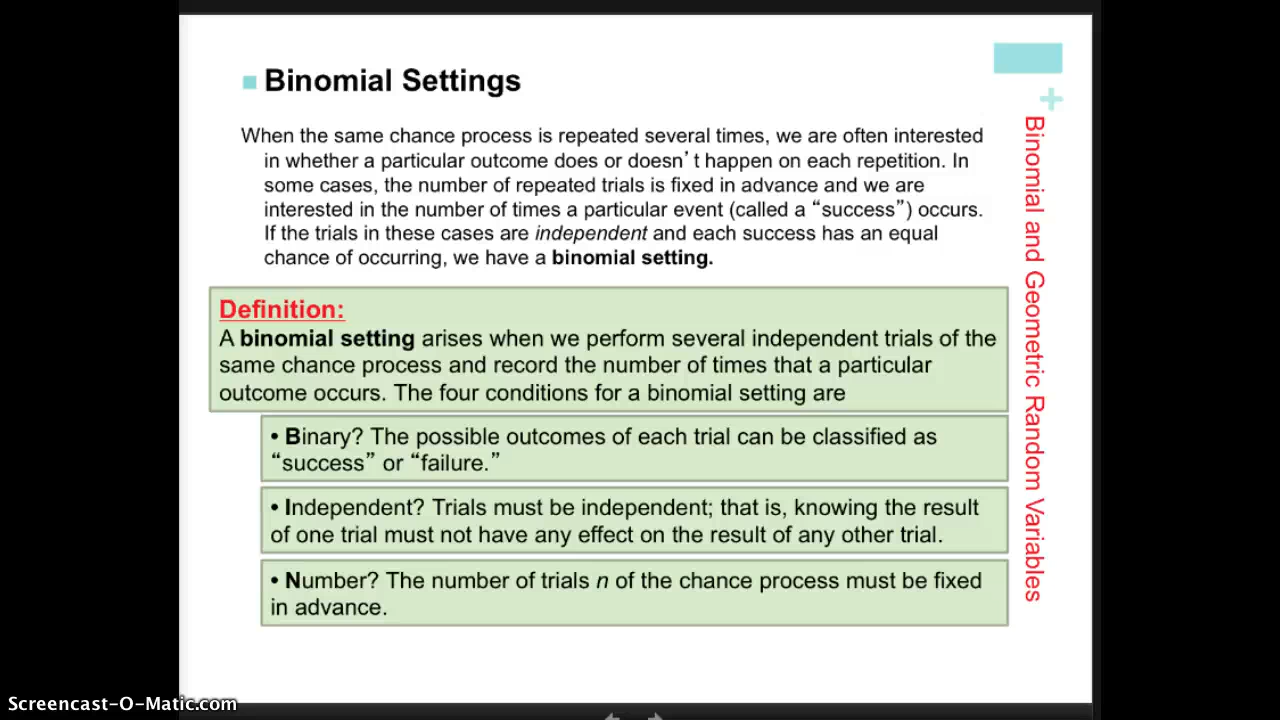 Binomial Settings
When the same chance process is repeated several times, we are often interested
in whether a particular outcome does or doesn’t happen on each repetition. In
some cases, the number of repeated trials is fixed in advance and we are
interested in the number of times a particular event (called a “success”) occurs.
If the trials in these cases are independent and each success has an equal
chance of occurring, we have a binomial setting.
Definition:
A binomial setting arises when we perform several independent trials of the
same chance process and record the number of times that a particular
outcome occurs. The four conditions for a binomial setting are
• Binary? The possible outcomes of each trial can be classified as
“success” or “failure.”
• Independent? Trials must be independent; that is, knowing the result
of one trial must not have any effect on the result of any other trial.
• Number? The number of trials n of the chance process must be fixed
in advance.
+
Binomial and Geometric Random Variables
Screencast-O-Matic.com